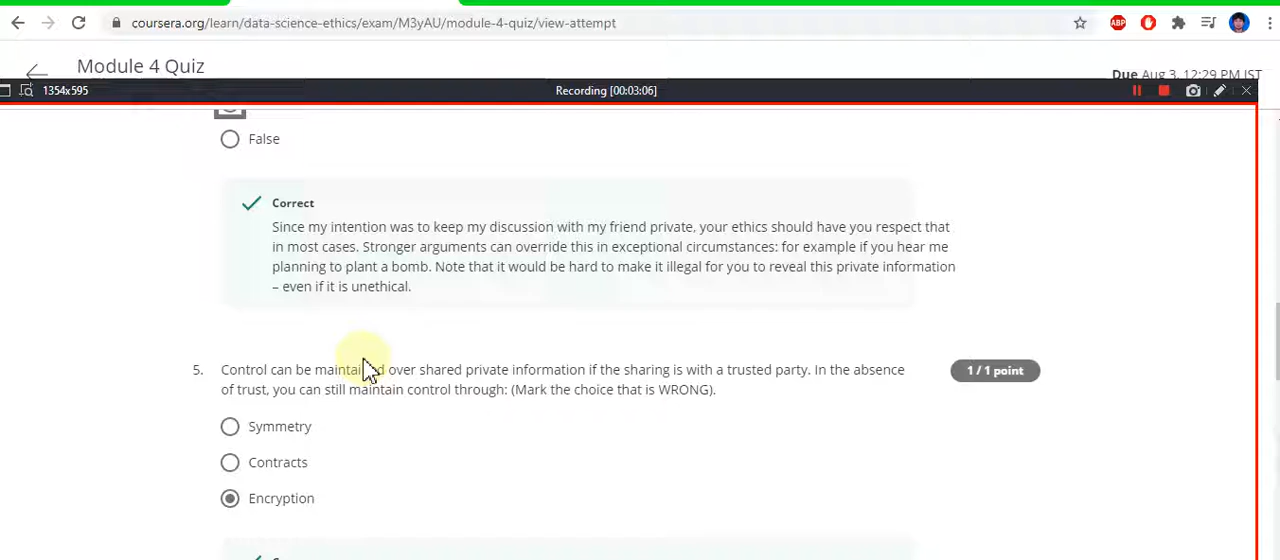 coursera.org/learn/data-science-ethics/exam/M3yAU/module-4-quiz/view-attempt
ABP
Module 4 Quiz
Due Aug 3, 12:29 PM IST
1354x595
Recording [00:03:06]
False
Correct
Since my intention was to keep my discussion with my friend private, your ethics should have you respect that
in most cases. Stronger arguments can override this in exceptional circumstances: for example if you hear me
planning to plant a bomb. Note that it would be hard to make it illegal for you to reveal this private information
– even if it is unethical.
5. Control can be maintained over shared private information if the sharing is with a trusted party. In the absence
of trust, you can still maintain control through: (Mark the choice that is WRONG).
1 / 1 point
Symmetry
Contracts
Encryption